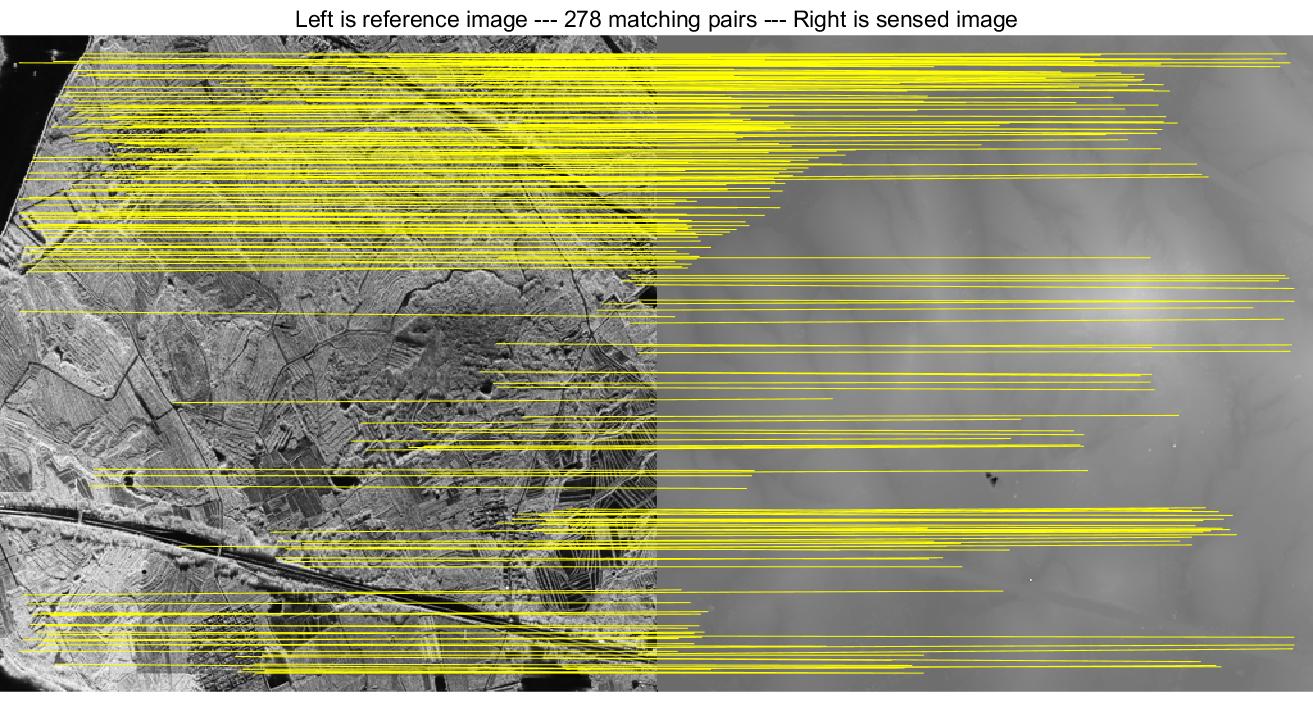 Left is reference image --- 278 matching pairs --- Right is sensed image